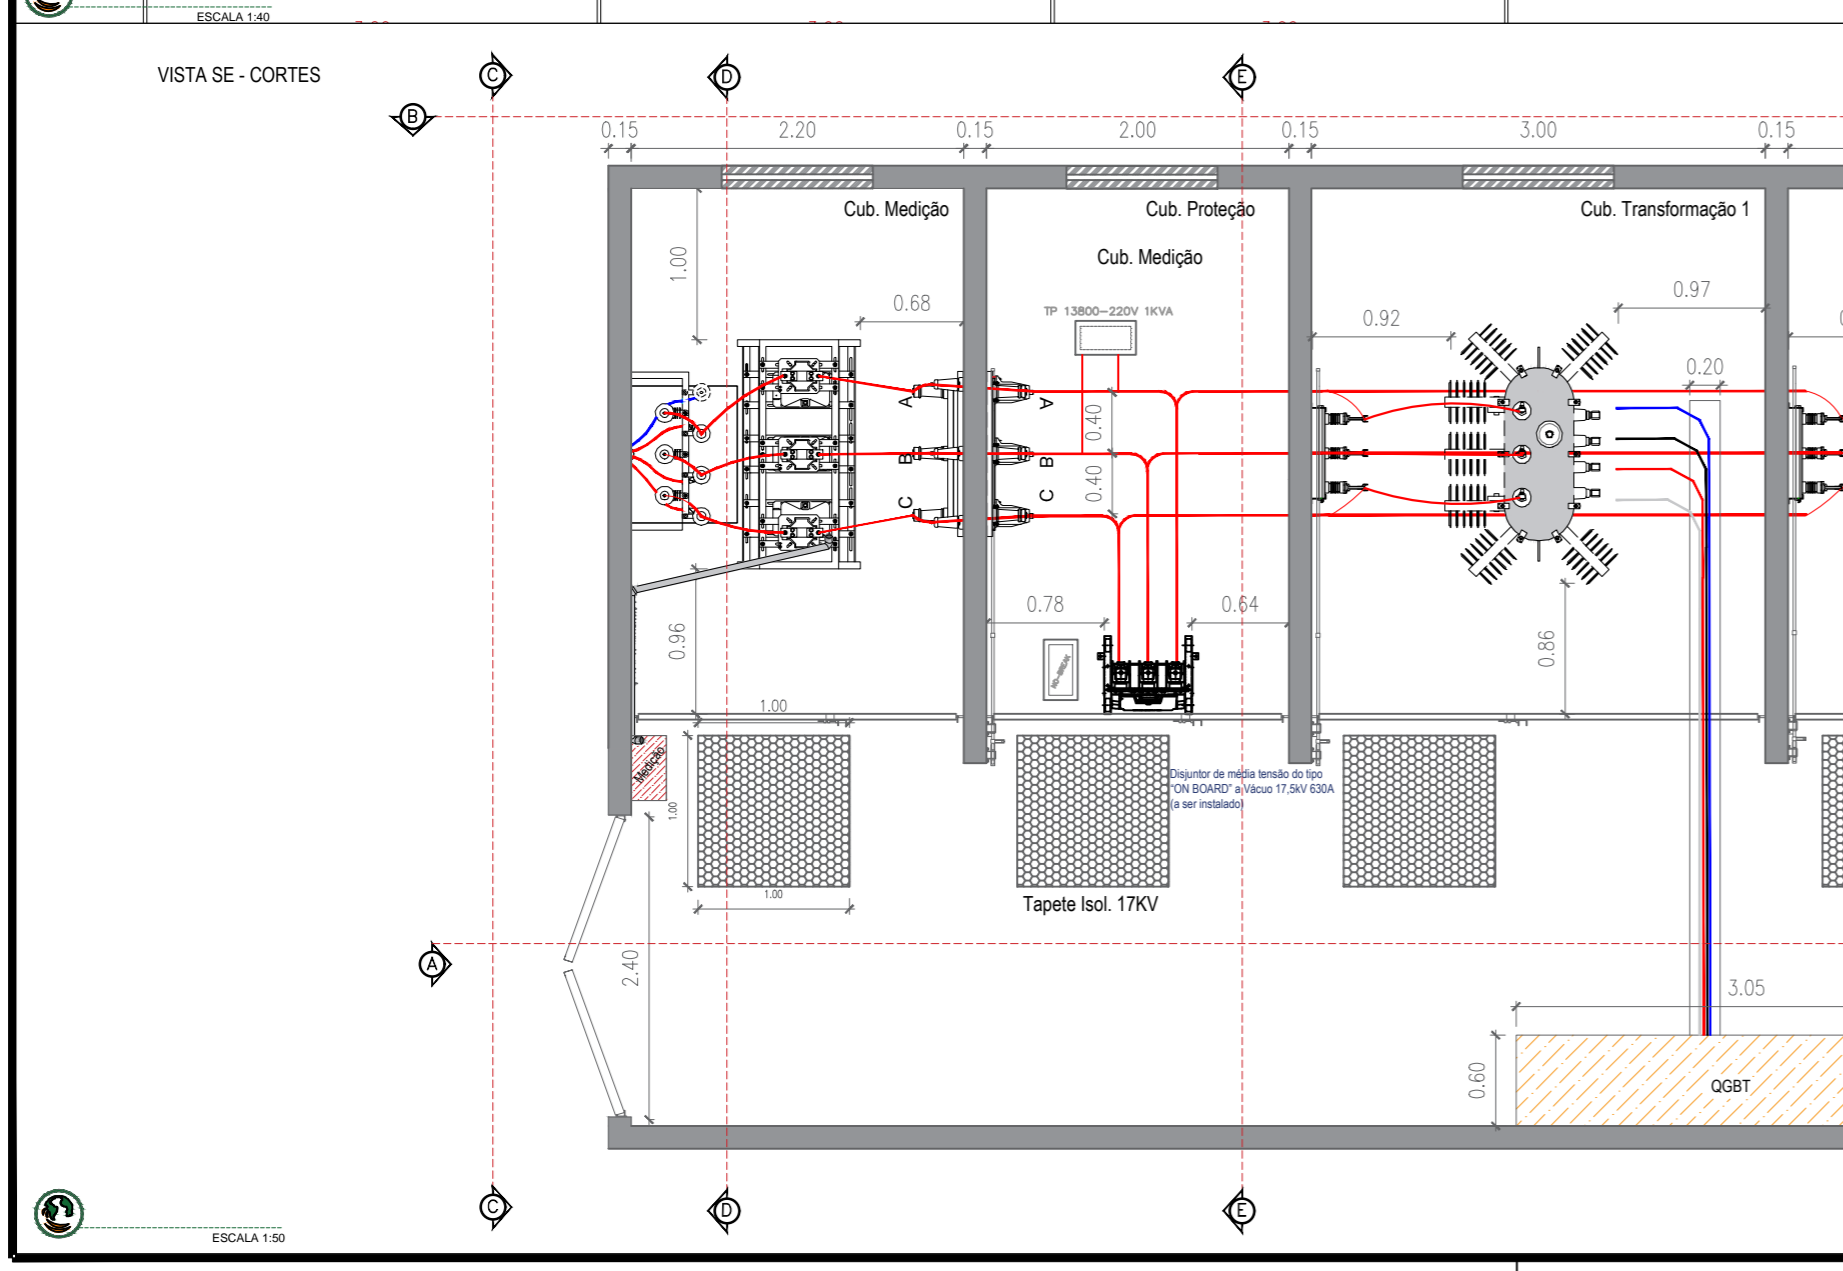 ESCALA 1:40
VISTA SE - CORTES
C
D
E
B
0.15
2.20
0.15
2.00
0.15
3.00
0.15
Cub. Medição
Cub. Proteção
Cub. Transformação 1
Cub. Medição
1.00
0.68
TP 13800-220V 1KVA
0.92
0.97
0.20
A
A
0.40
B
B
C
C
0.40
0.78
0.64
0.96
NO-BREAK
0.86
1.00
Medição
1.00
Disjuntor de média tensão do tipo
"ON BOARD" a Vácuo 17,5kV 630A
(a ser instalado)
1.00
Tapete Isol. 17KV
A
2.40
3.05
0.60
QGBT
C
D
E
ESCALA 1:50